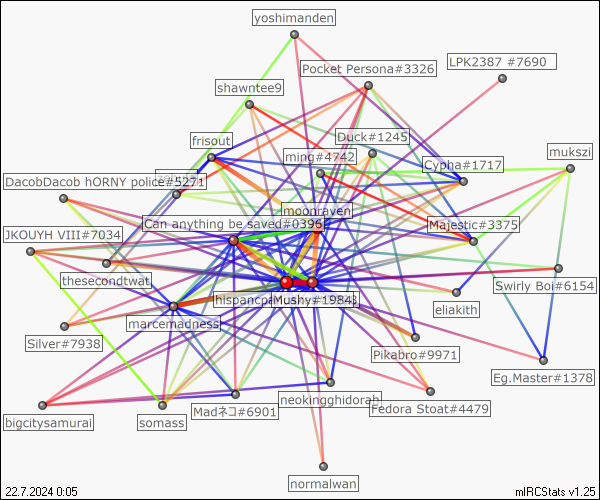 yoshimanden
LPK2387 #7690
Pocket Persona#3326
shawntee9
Duck#1245
frisout
ming#4742
mukszi
Cypha#1717
DacobDacob hORNY police#5271
moonraven
Can anything be saved#0396
Majestic#3375
JKOUYH VIII#7034
thesecondtwat
Swirly Boi#6154
Mushy#1984
eliakith
marcemadness
Silver#7938
Pikabro#9971
Eg.Master#1378
neokingghidorah
Fedora Stoat#4479
Madネコ#6901
bigcitysamurai
somass
normalwan
22.7.2024 0:05
mIRCStats v1.25